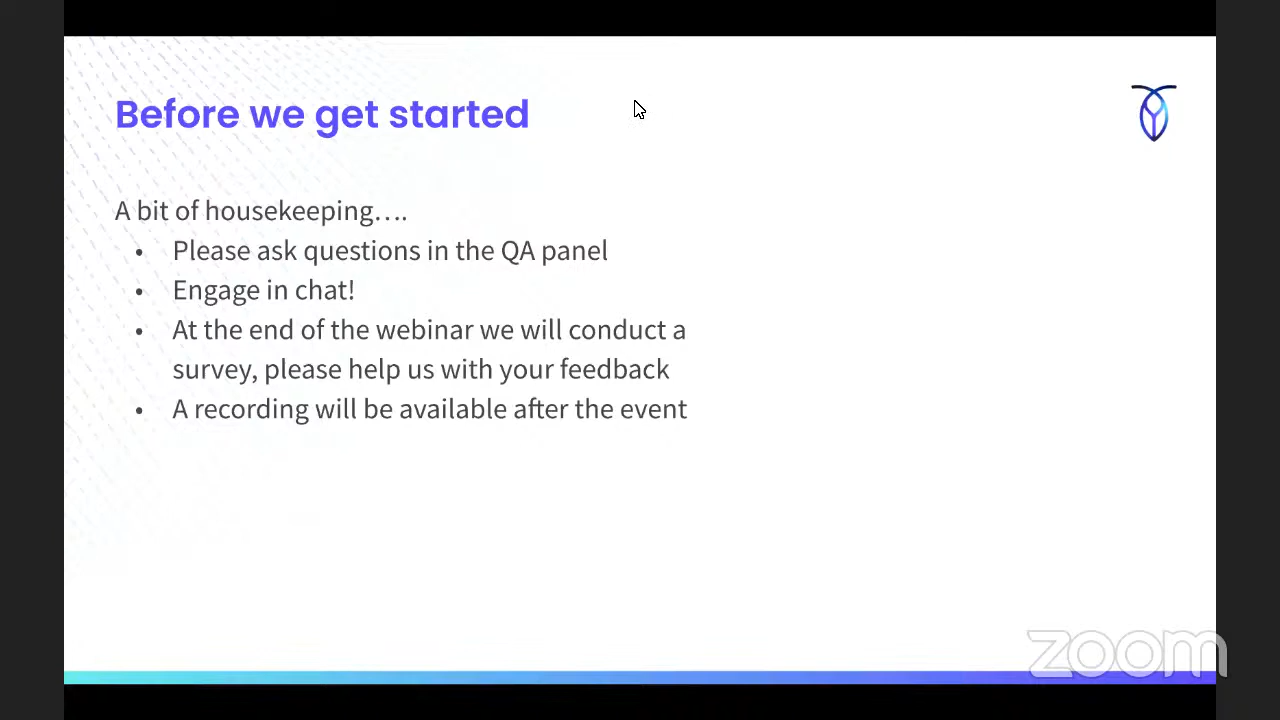 Before we get started
A bit of housekeeping….
• Please ask questions in the QA panel
• Engage in chat!
• At the end of the webinar we will conduct a
survey, please help us with your feedback
• A recording will be available after the event
zoom